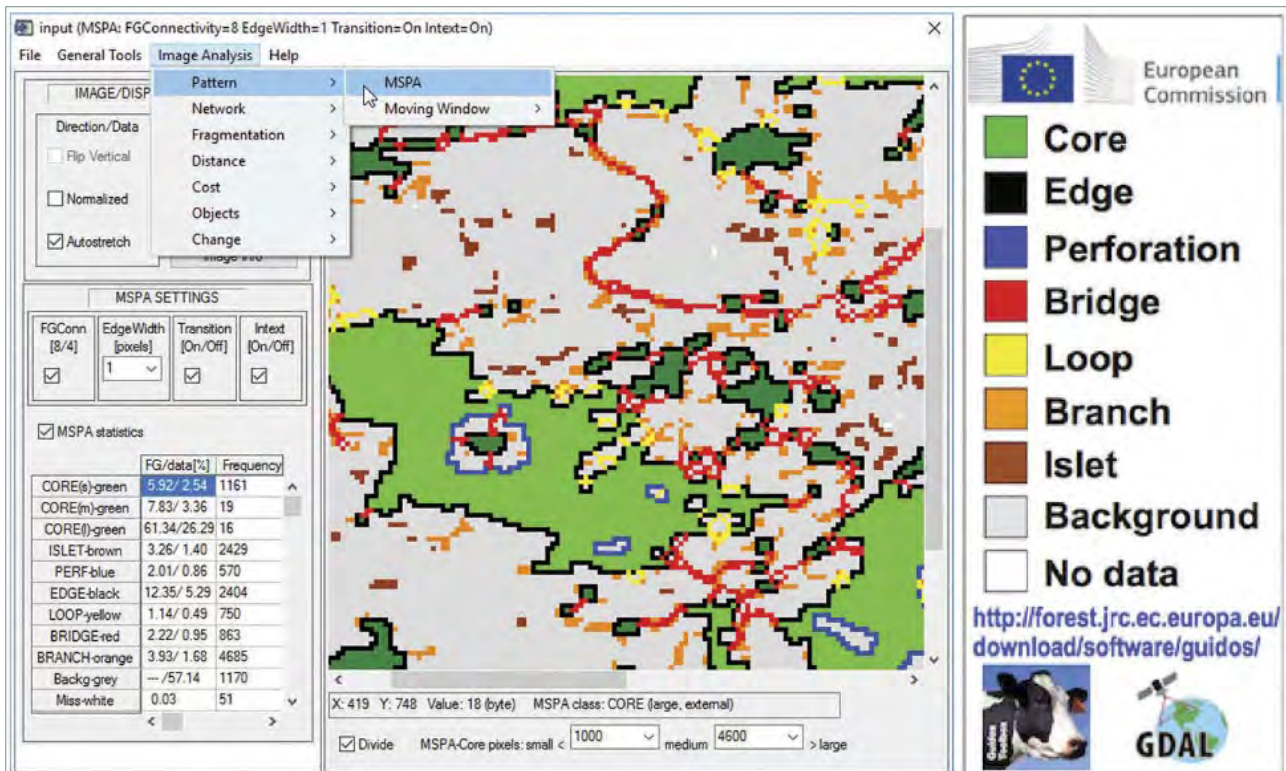 input (MSPA: FGConnectivity=8 EdgeWidth=1 Transition=On Intext=On)
File General Tools Image Analysis Help
Pattern >
Network >
Fragmentation >
Distance >
Cost >
Objects >
Change >
MSPA
Moving Window >
IMAGE/DISP
Direction/Data
Flip Vertical
Normalized
Autostretch
Image Info
MSPA SETTINGS
FGConn [8/4]
EdgeWidth [pixels]
1
Transition [On/Off]
Intext [On/Off]
MSPA statistics
FG/data[%] Frequency
CORE(s)-green 5.92/ 2.54 1161
CORE(m)-green 7.83/ 3.36 19
CORE(l)-green 61.34/26.29 16
ISLET-brown 3.26/ 1.40 2429
PERF-blue 2.01/ 0.86 570
EDGE-black 12.35/ 5.29 2404
LOOP-yellow 1.14/ 0.49 750
BRIDGE-red 2.22/ 0.95 863
BRANCH-orange 3.93/ 1.68 4685
Backg-grey --- /57.14 1170
Miss-white 0.03 51
X: 419 Y: 748 Value: 18 (byte) MSPA class: CORE (large, external)
Divide MSPA-Core pixels: small < 1000 medium 4600 > large
European
Commission
Core
Edge
Perforation
Bridge
Loop
Branch
Islet
Background
No data
http://forest.jrc.ec.europa.eu/
download/software/guidos/
Guidos
Toolbox
GDAL